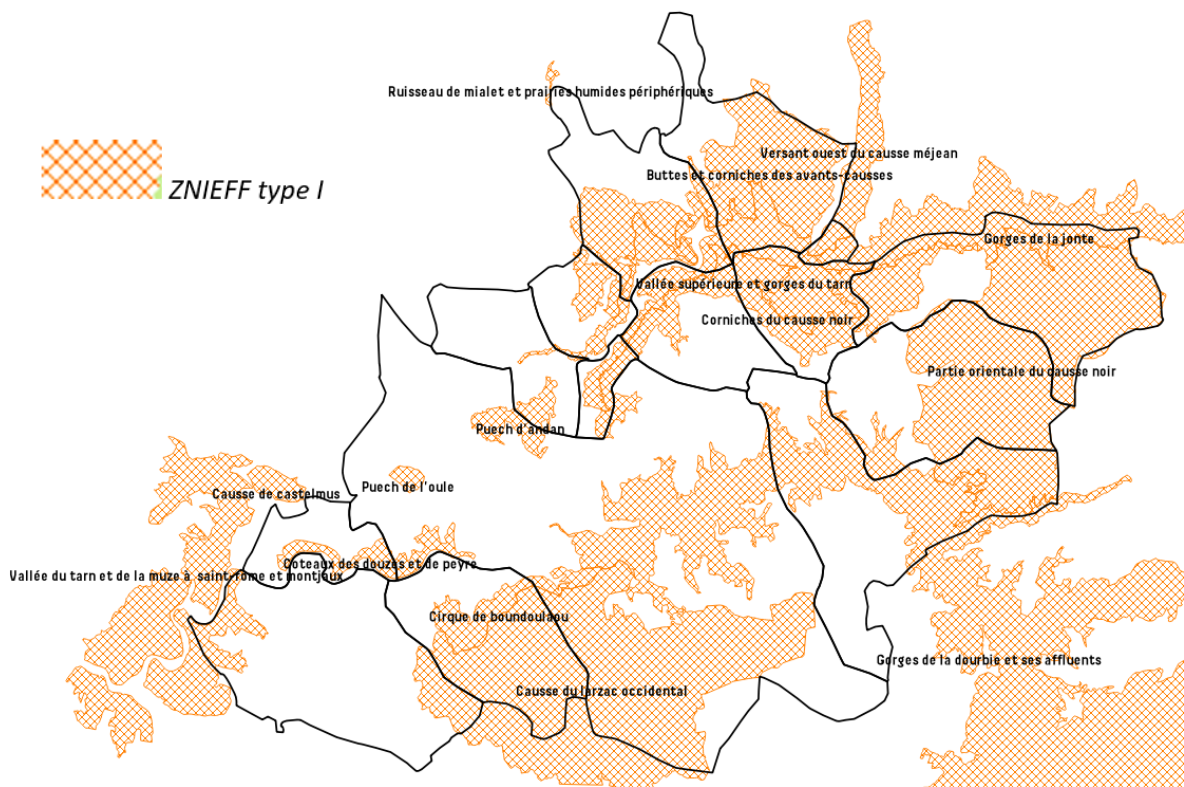 Ruisseau de mialet et prairies humides périphériques
Versant ouest du causse méjean
Buttes et corniches des avants-causses
ZNIEFF type I
Gorges de la jonte
Vallée supérieure et gorges du tarn
Corniches du causse noir
Partie orientale du causse noir
Puech d'andan
Puech de l'oule
Causse de castelmus
Coteaux des douzes et de peyre
Vallée du tarn et de la muze à saint-rome et montjoux
Cirque de boundoulaou
Gorges de la dourbie et ses affluents
Causse du larzac occidental